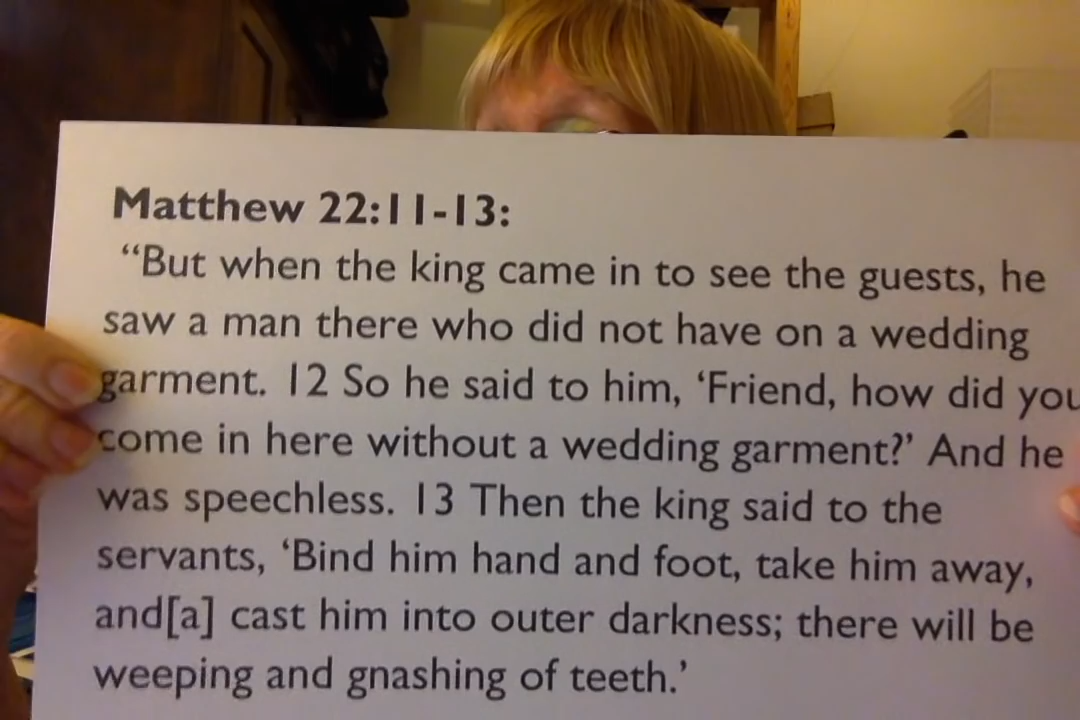 Matthew 22:11-13:
“But when the king came in to see the guests, he
saw a man there who did not have on a wedding
garment. 12 So he said to him, ‘Friend, how did you
come in here without a wedding garment?’ And he
was speechless. 13 Then the king said to the
servants, ‘Bind him hand and foot, take him away,
and[a] cast him into outer darkness; there will be
weeping and gnashing of teeth.’